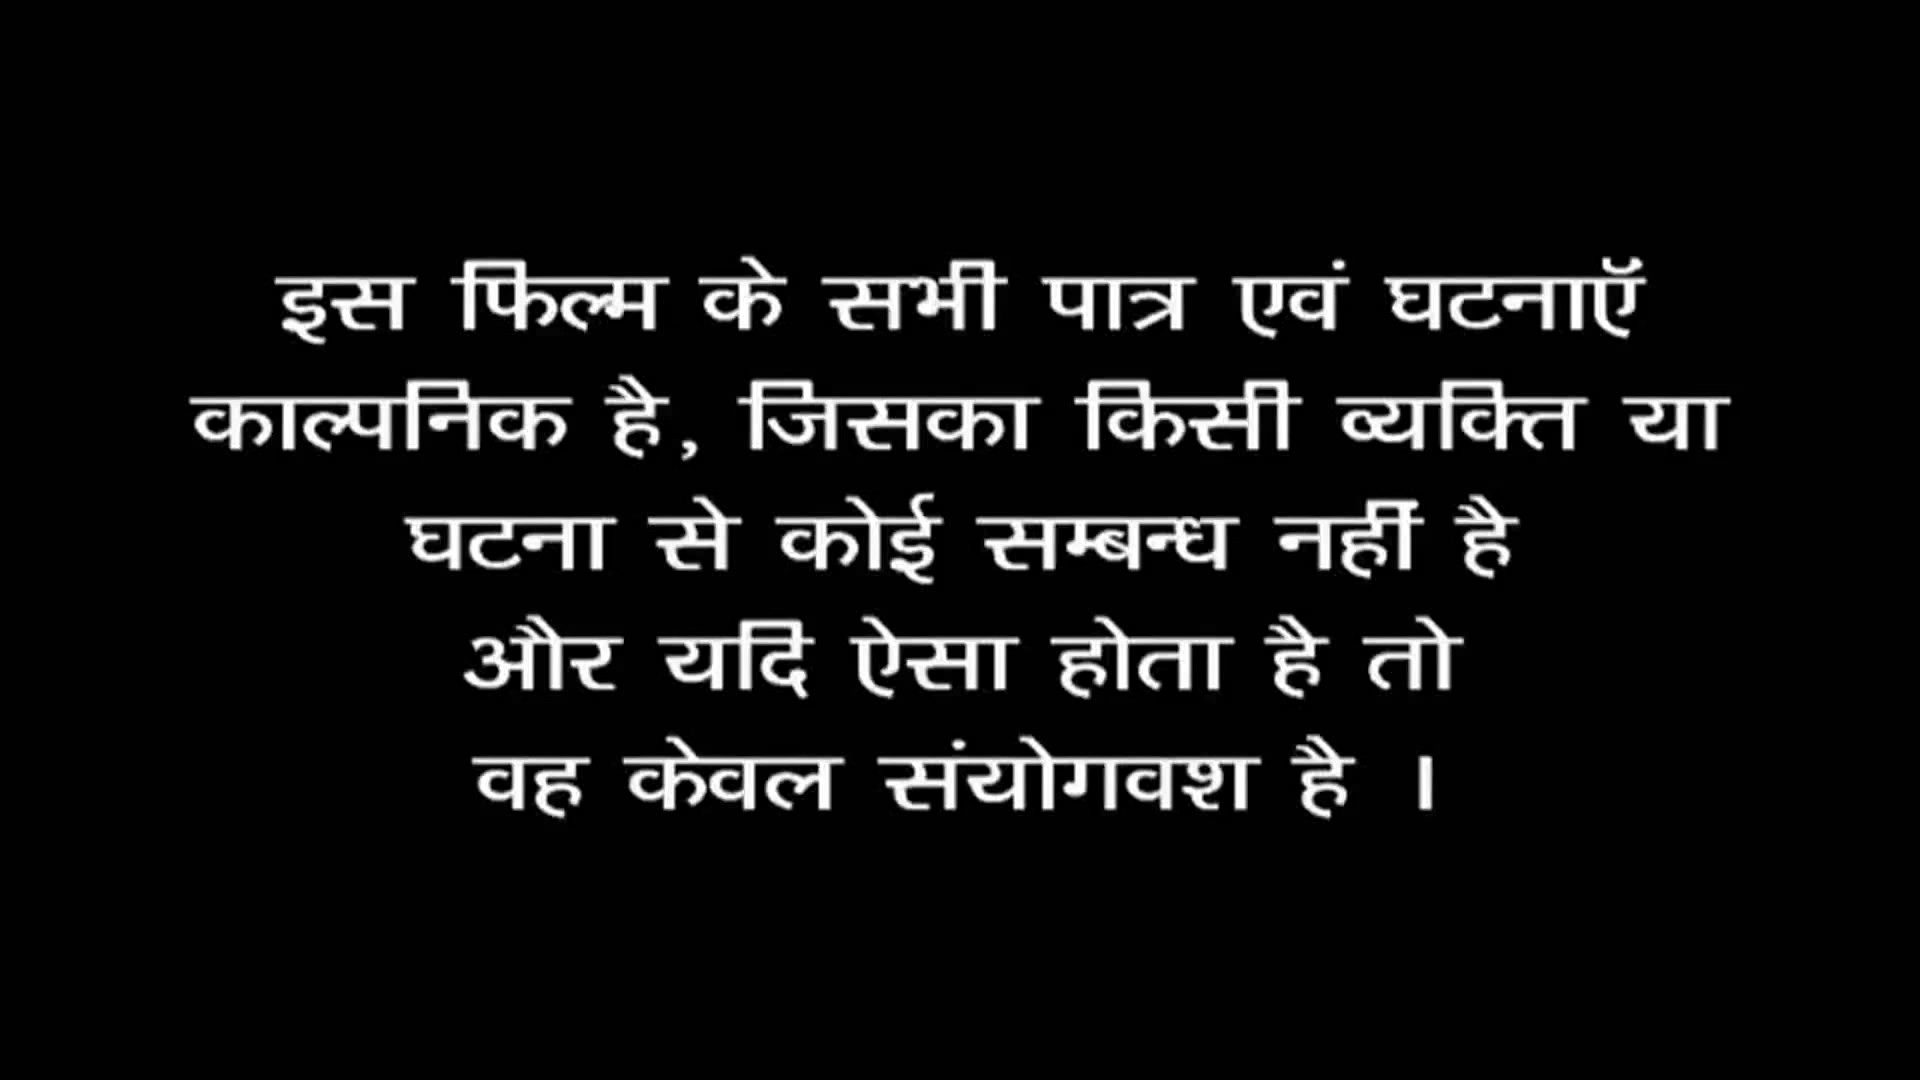 इस फिल्म के सभी पात्र एवं घटनाऍ
काल्पनिक है, जिसका किसी व्यक्ति या
घटना से कोई सम्बन्ध नहीं है
और यदि ऐसा होता है तो
वह केवल संयोगवश है ।